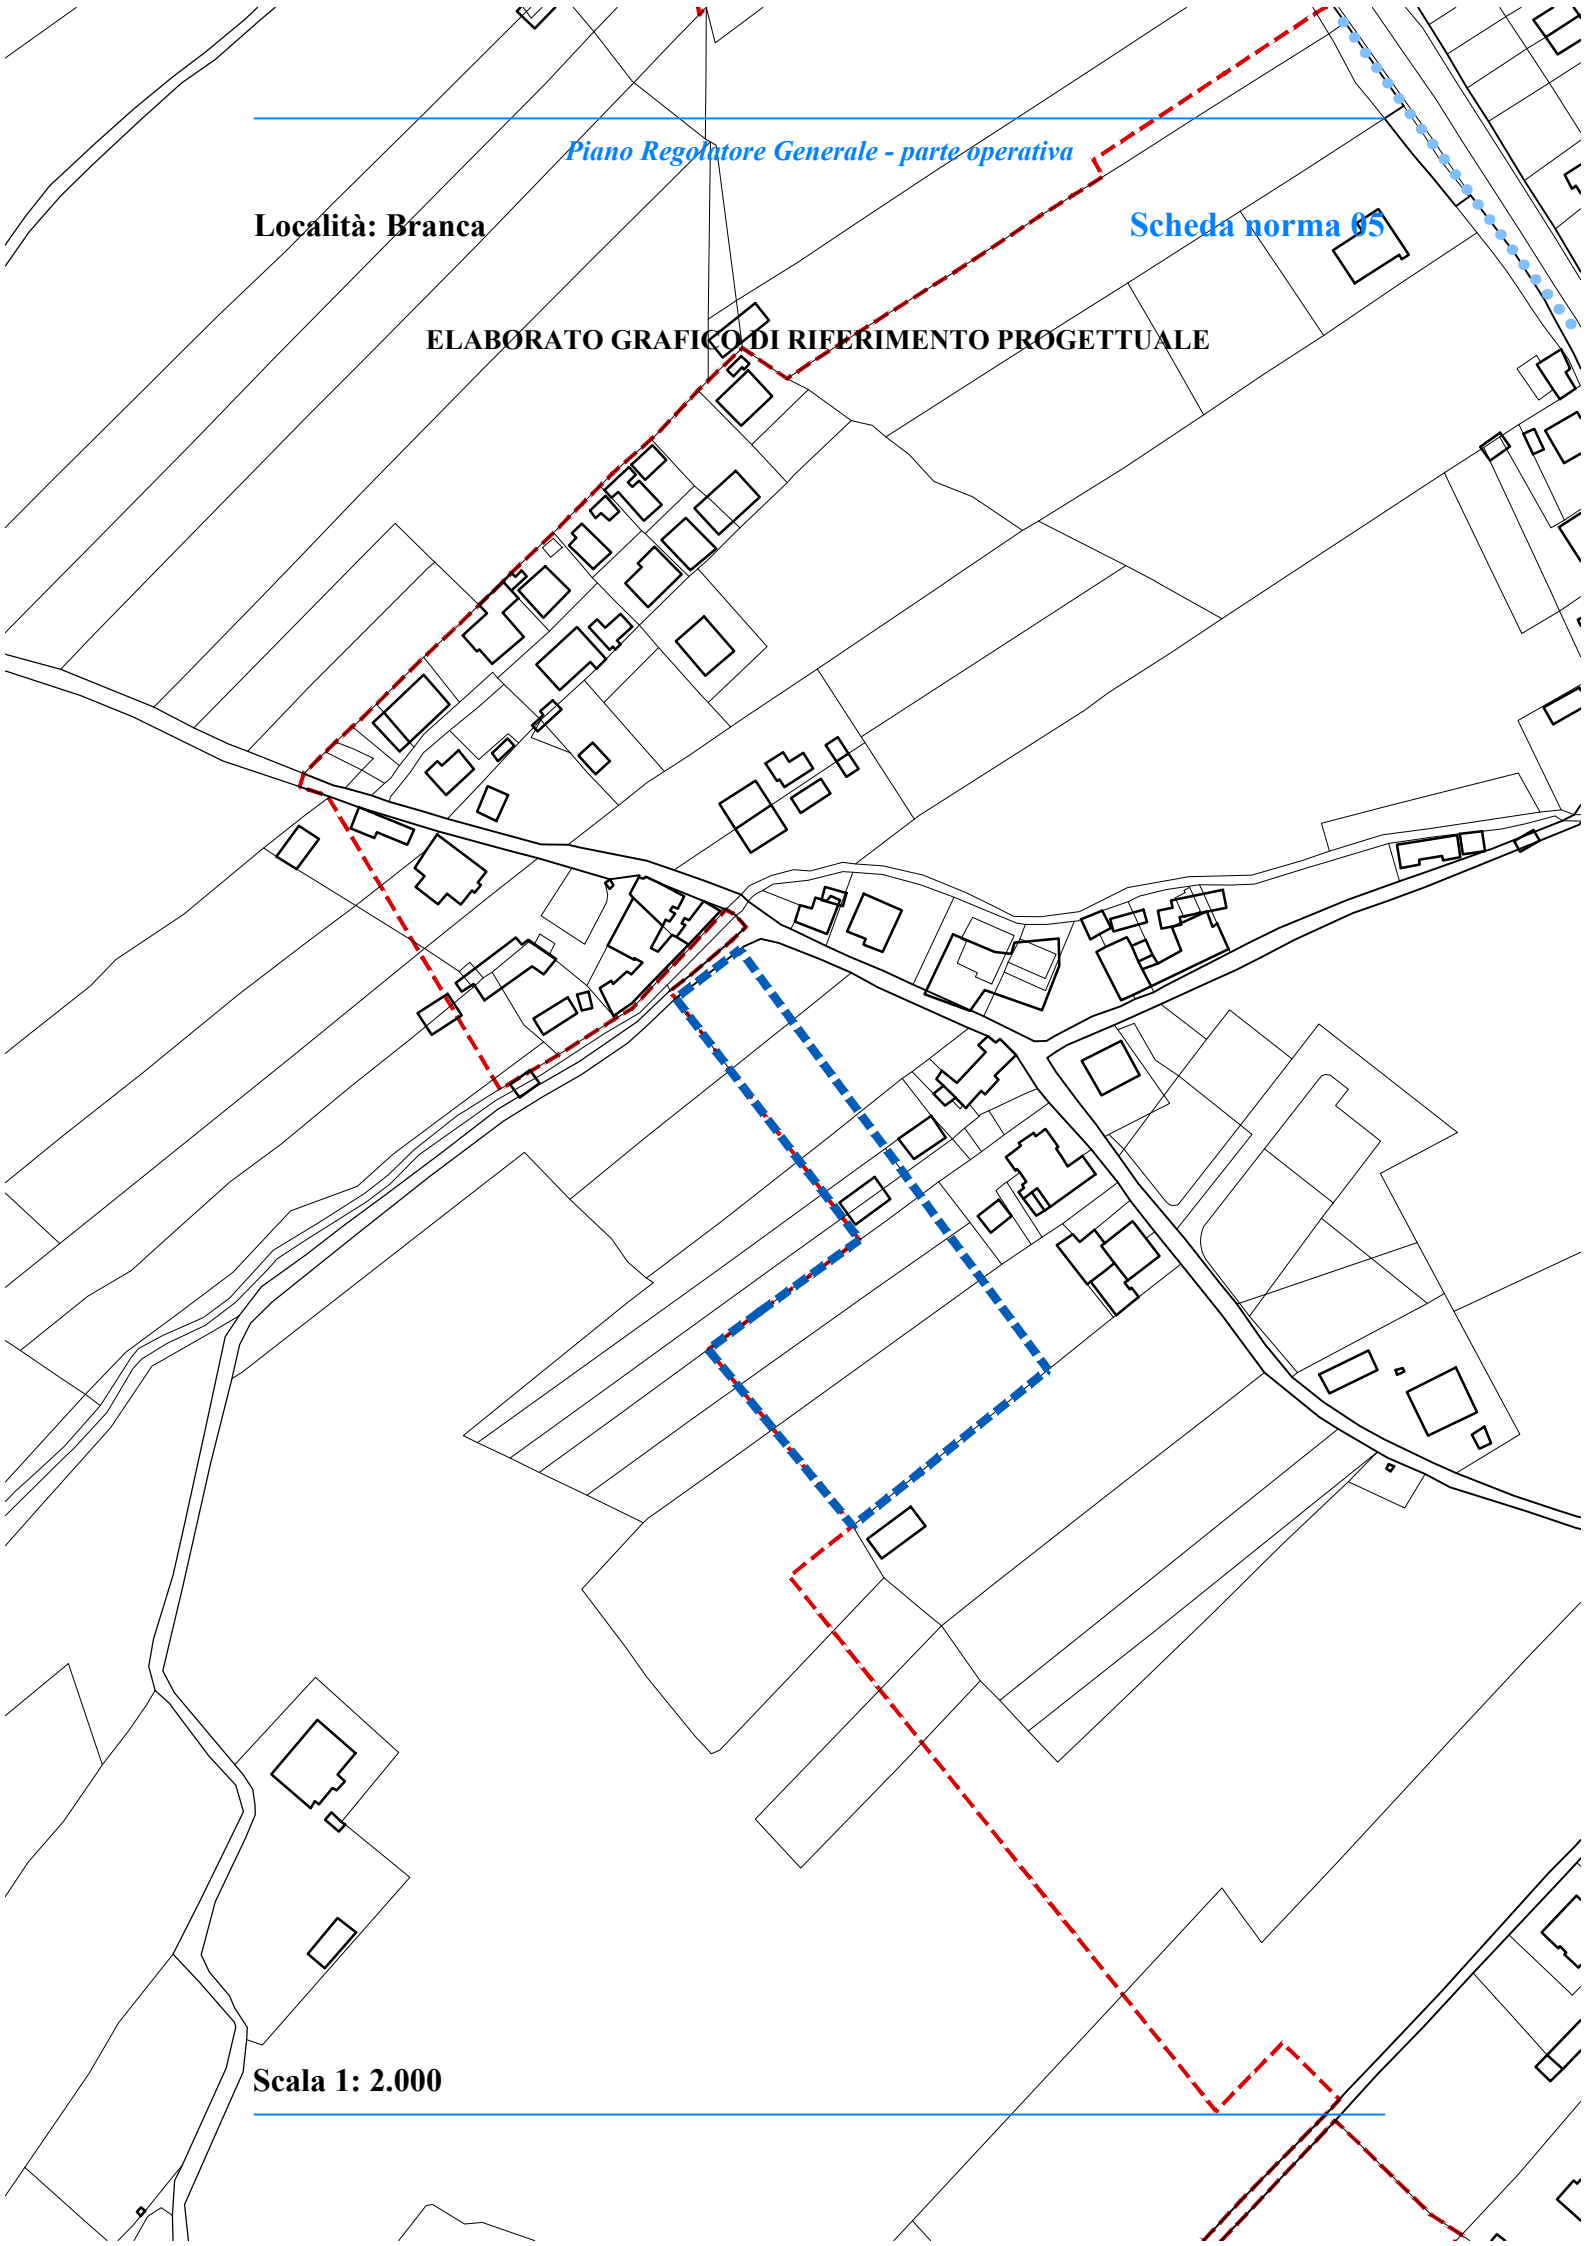 Piano Regolatore Generale - parte operativa
Località: Branca
Scheda norma 05
ELABORATO GRAFICO DI RIFERIMENTO PROGETTUALE
Scala 1: 2.000